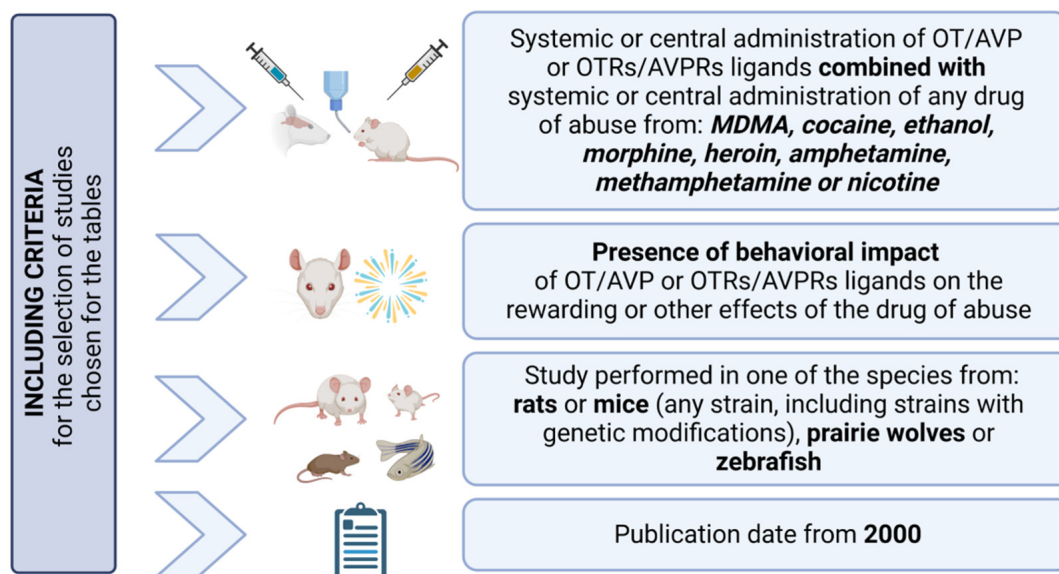 INCLUDING CRITERIA
for the selection of studies
chosen for the tables
Systemic or central administration of OT/AVP
or OTRs/AVPRs ligands combined with
systemic or central administration of any drug
of abuse from: MDMA, cocaine, ethanol,
morphine, heroin, amphetamine,
methamphetamine or nicotine
Presence of behavioral impact
of OT/AVP or OTRs/AVPRs ligands on the
rewarding or other effects of the drug of abuse
Study performed in one of the species from:
rats or mice (any strain, including strains with
genetic modifications), prairie wolves or
zebrafish
Publication date from 2000